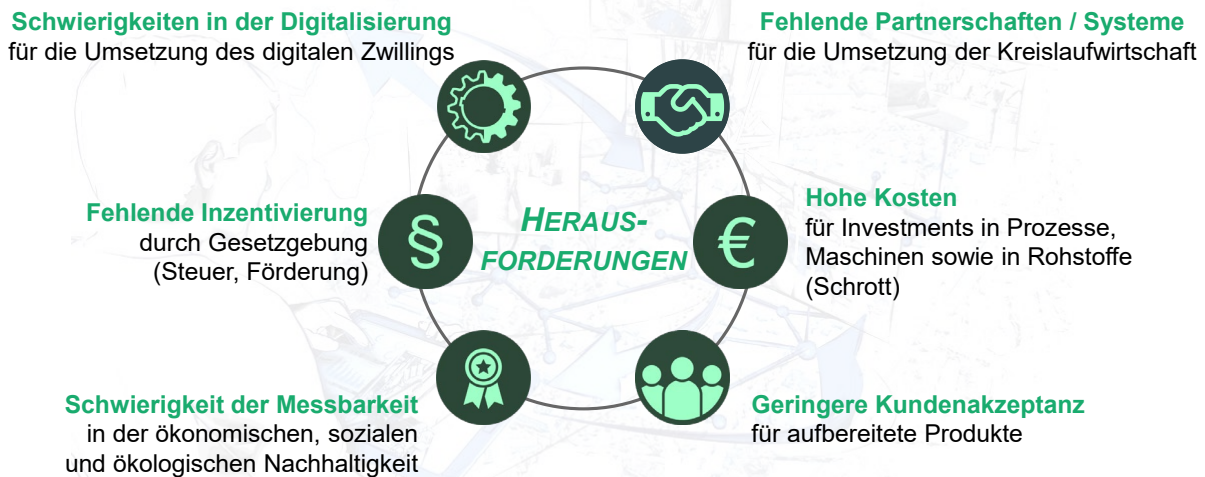 Schwierigkeiten in der Digitalisierung
für die Umsetzung des digitalen Zwillings
Fehlende Partnerschaften / Systeme
für die Umsetzung der Kreislaufwirtschaft
Fehlende Inzentivierung
durch Gesetzgebung
(Steuer, Förderung)
§
HERAUS-
FORDERUNGEN
€
Hohe Kosten
für Investments in Prozesse,
Maschinen sowie in Rohstoffe
(Schrott)
Schwierigkeit der Messbarkeit
in der ökonomischen, sozialen
und ökologischen Nachhaltigkeit
Geringere Kundenakzeptanz
für aufbereitete Produkte